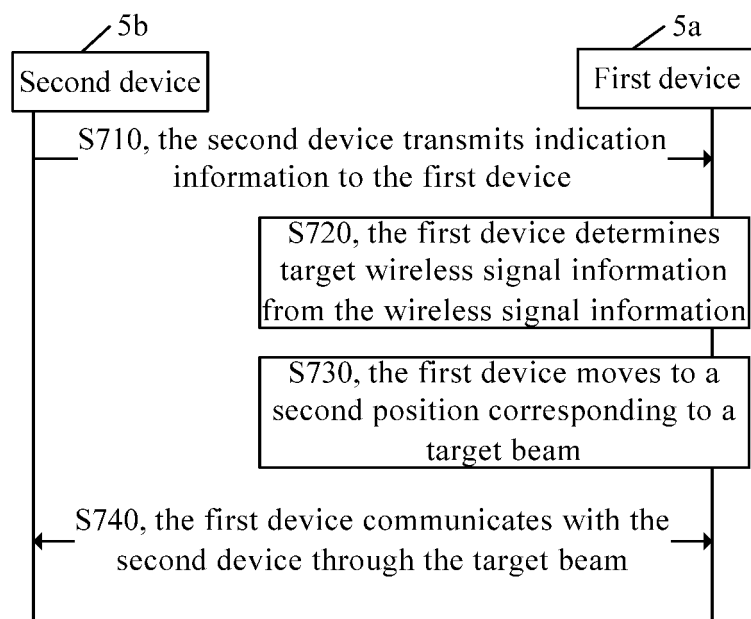 5b
5a
Second device
First device
S710, the second device transmits indication
information to the first device
S720, the first device determines
target wireless signal information
from the wireless signal information
S730, the first device moves to a
second position corresponding to a
target beam
S740, the first device communicates with the
second device through the target beam